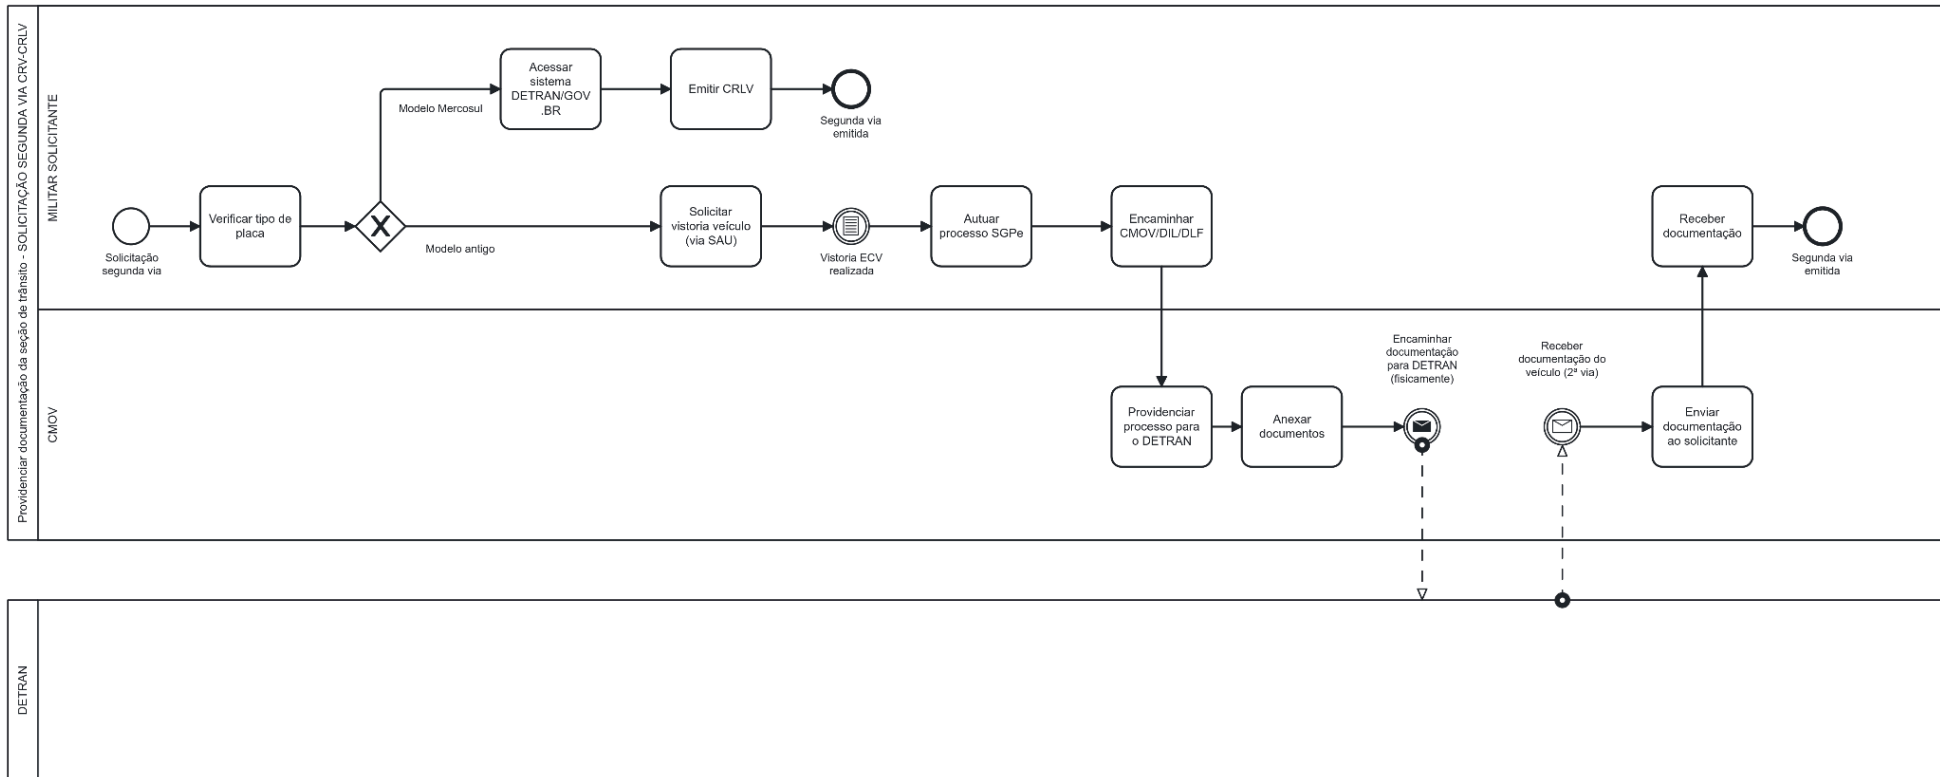 Providenciar documentação da seção de trânsito - SOLICITAÇÃO SEGUNDA VIA CRV-CRLV
MILITAR SOLICITANTE
Solicitação
segunda via
Verificar tipo de
placa
Modelo Mercosul
Acessar
sistema
DETRAN/GOV
.BR
Emitir CRLV
Segunda via
emitida
Modelo antigo
Solicitar
vistoria veículo
(via SAU)
Vistoria ECV
realizada
Autuar
processo SGPe
Encaminhar
CMOV/DIL/DLF
Receber
documentação
Segunda via
emitida
CMOV
Providenciar
processo para
o DETRAN
Anexar
documentos
Encaminhar
documentação
para DETRAN
(fisicamente)
Receber
documentação do
veículo (2ª via)
Enviar
documentação
ao solicitante
DETRAN